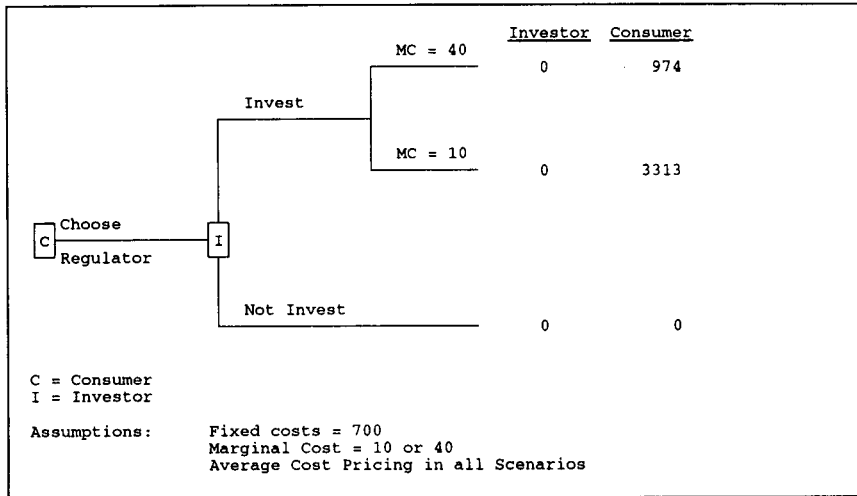 Investor Consumer
MC = 40
0 974
Invest
MC = 10
0 3313
Choose
C
I
Regulator
Not Invest
0 0
C = Consumer
I = Investor
Assumptions: Fixed costs = 700
Marginal Cost = 10 or 40
Average Cost Pricing in all Scenarios